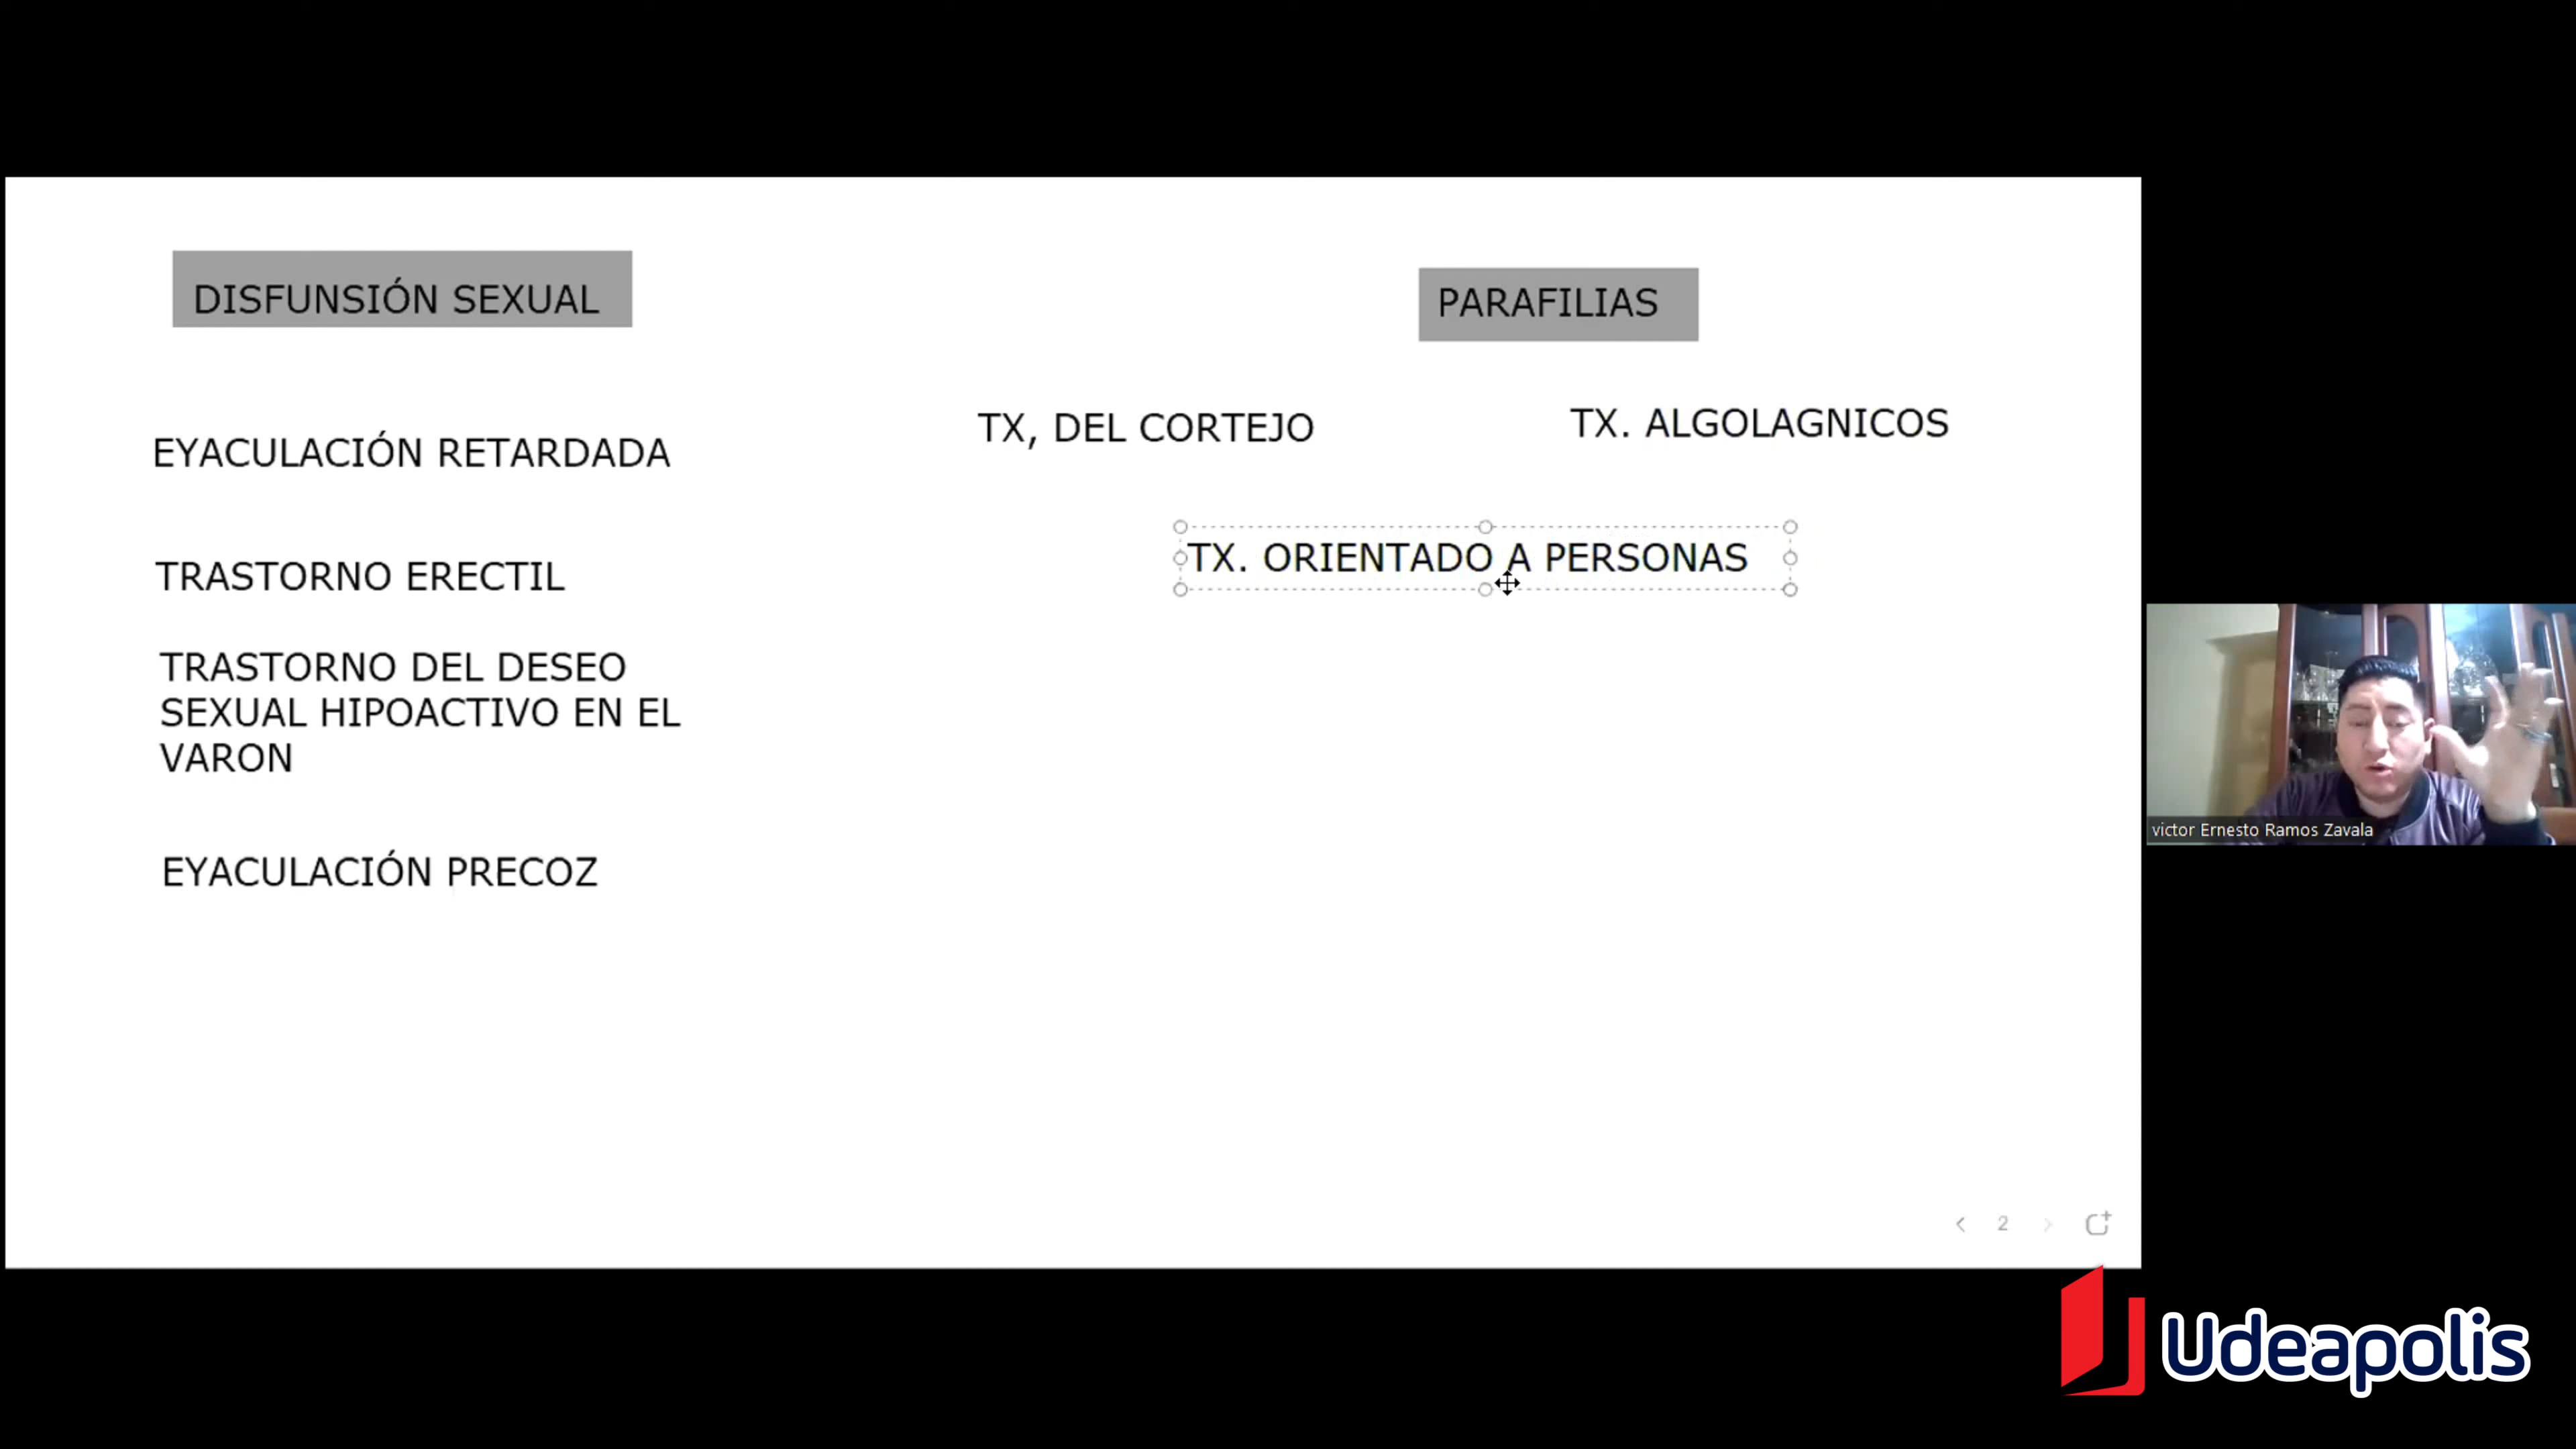 DISFUNSIÓN SEXUAL
EYACULACIÓN RETARDADA
TRASTORNO ERECTIL
TRASTORNO DEL DESEO
SEXUAL HIPOACTIVO EN EL
VARON
EYACULACIÓN PRECOZ
PARAFILIAS
TX, DEL CORTEJO
TX. ALGOLAGNICOS
TX. ORIENTADO A PERSONAS
victor Ernesto Ramos Zavala
2
Udeapolis